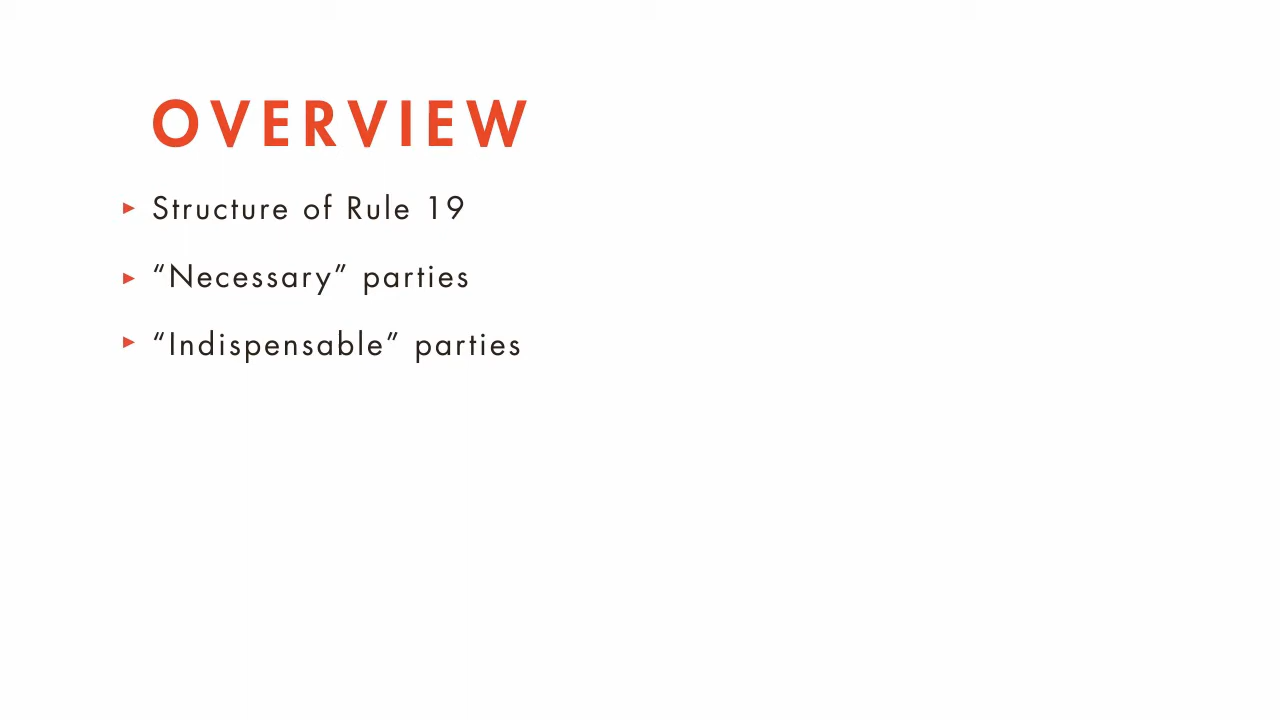 OVERVIEW
▸ Structure of Rule 19
▸ “Necessary” parties
▸ “Indispensable” parties